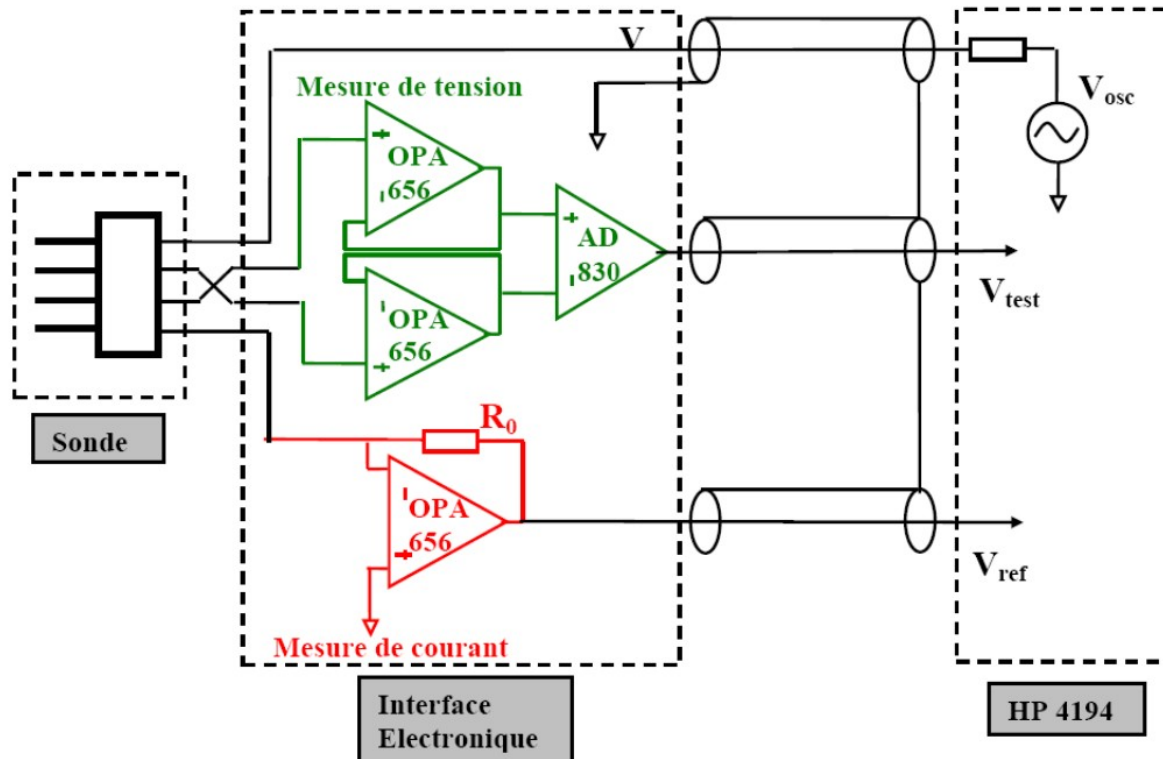 V
Mesure de tension
V_osc
+
OPA
656
-
+
AD
830
-
V_test
-
OPA
656
+
Sonde
R_0
-
OPA
656
+
V_ref
Mesure de courant
Interface
Electronique
HP 4194